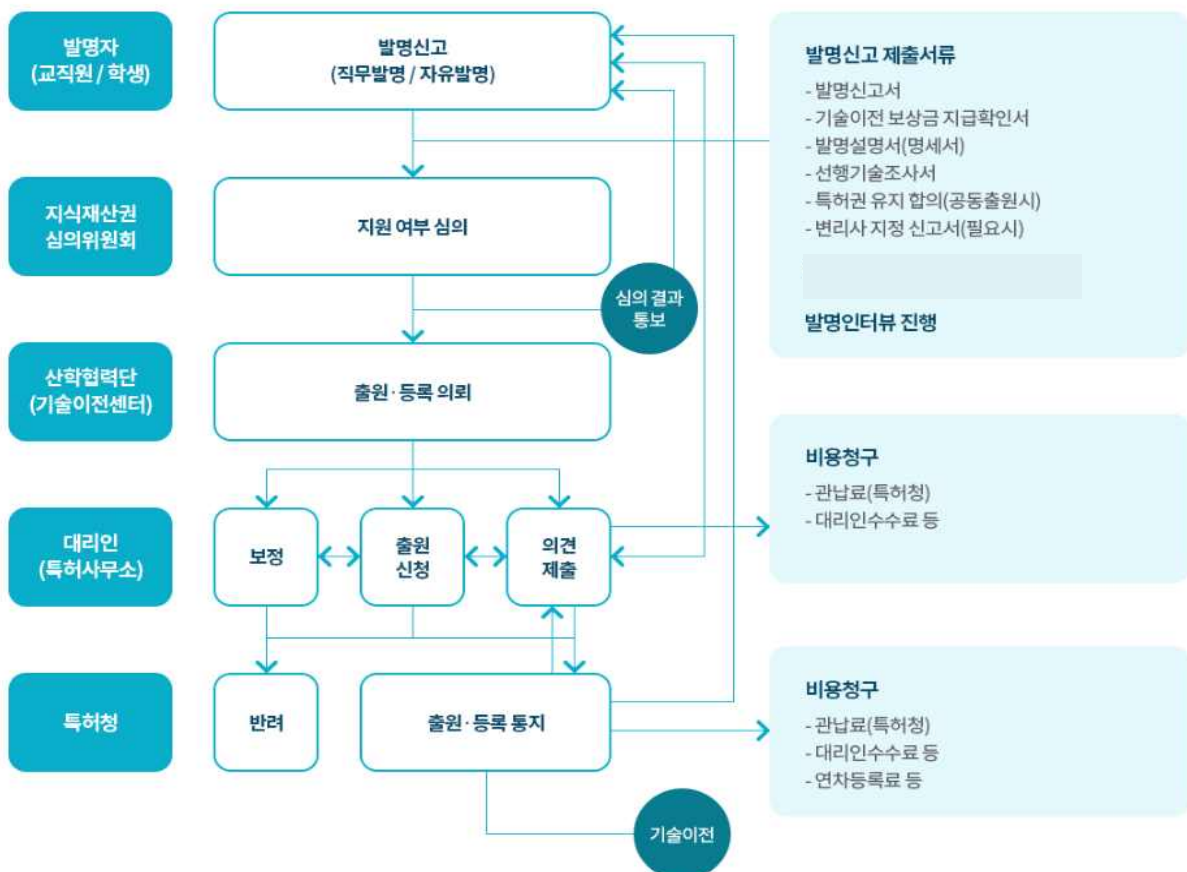 발명자
(교직원 / 학생)
발명신고
(직무발명 / 자유발명)
발명신고 제출서류
- 발명신고서
- 기술이전 보상금 지급확인서
- 발명설명서(명세서)
- 선행기술조사서
- 특허권 유지 합의(공동출원시)
- 변리사 지정 신고서(필요시)
발명인터뷰 진행
지식재산권
심의위원회
지원 여부 심의
심의 결과
통보
산학협력단
(기술이전센터)
출원·등록 의뢰
대리인
(특허사무소)
보정
출원
신청
의견
제출
비용청구
- 관납료(특허청)
- 대리인수수료 등
특허청
반려
출원·등록 통지
비용청구
- 관납료(특허청)
- 대리인수수료 등
- 연차등록료 등
기술이전